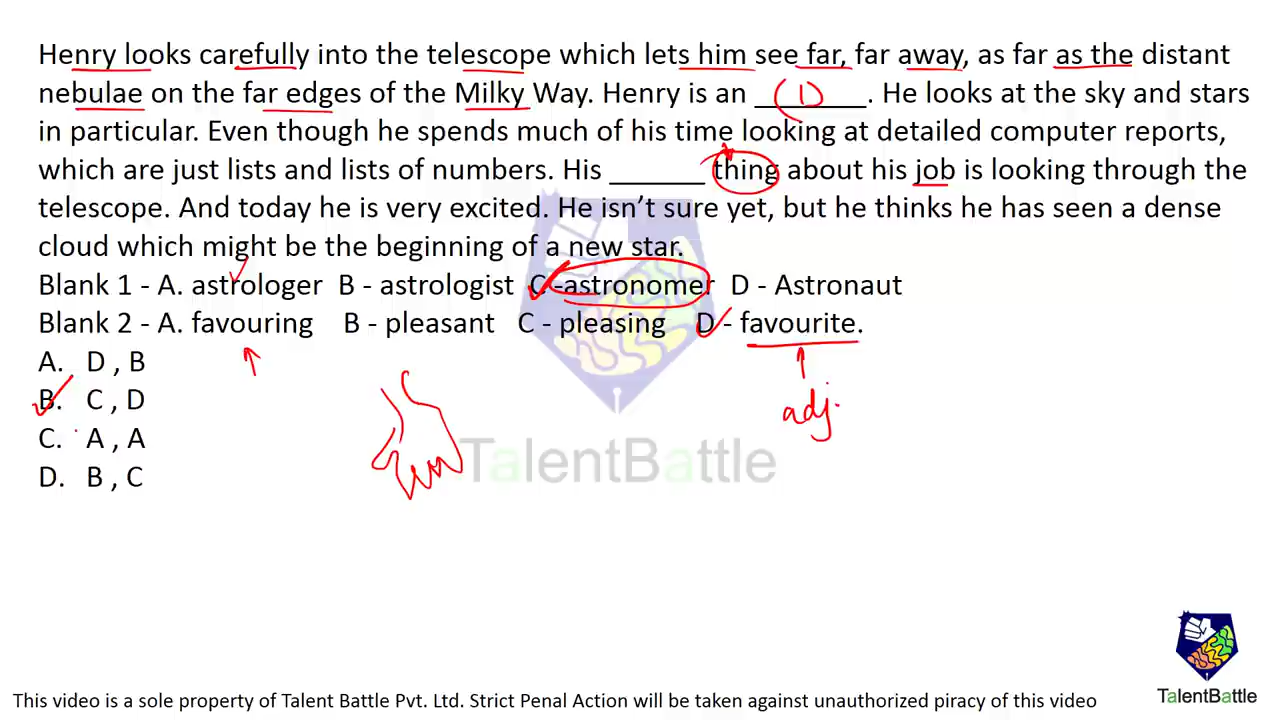 Henry looks carefully into the telescope which lets him see far, far away, as far as the distant
nebulae on the far edges of the Milky Way. Henry is an _______ (1). He looks at the sky and stars
in particular. Even though he spends much of his time looking at detailed computer reports,
which are just lists and lists of numbers. His ______ thing about his job is looking through the
telescope. And today he is very excited. He isn't sure yet, but he thinks he has seen a dense
cloud which might be the beginning of a new star.
Blank 1 - A. astrologer B - astrologist C -astronomer D - Astronaut
Blank 2 - A. favouring B - pleasant C - pleasing D - favourite.
A. D , B
B. C , D
adj.
C. A , A
TalentBattle
D. B , C
TalentBattle
This video is a sole property of Talent Battle Pvt. Ltd. Strict Penal Action will be taken against unauthorized piracy of this video